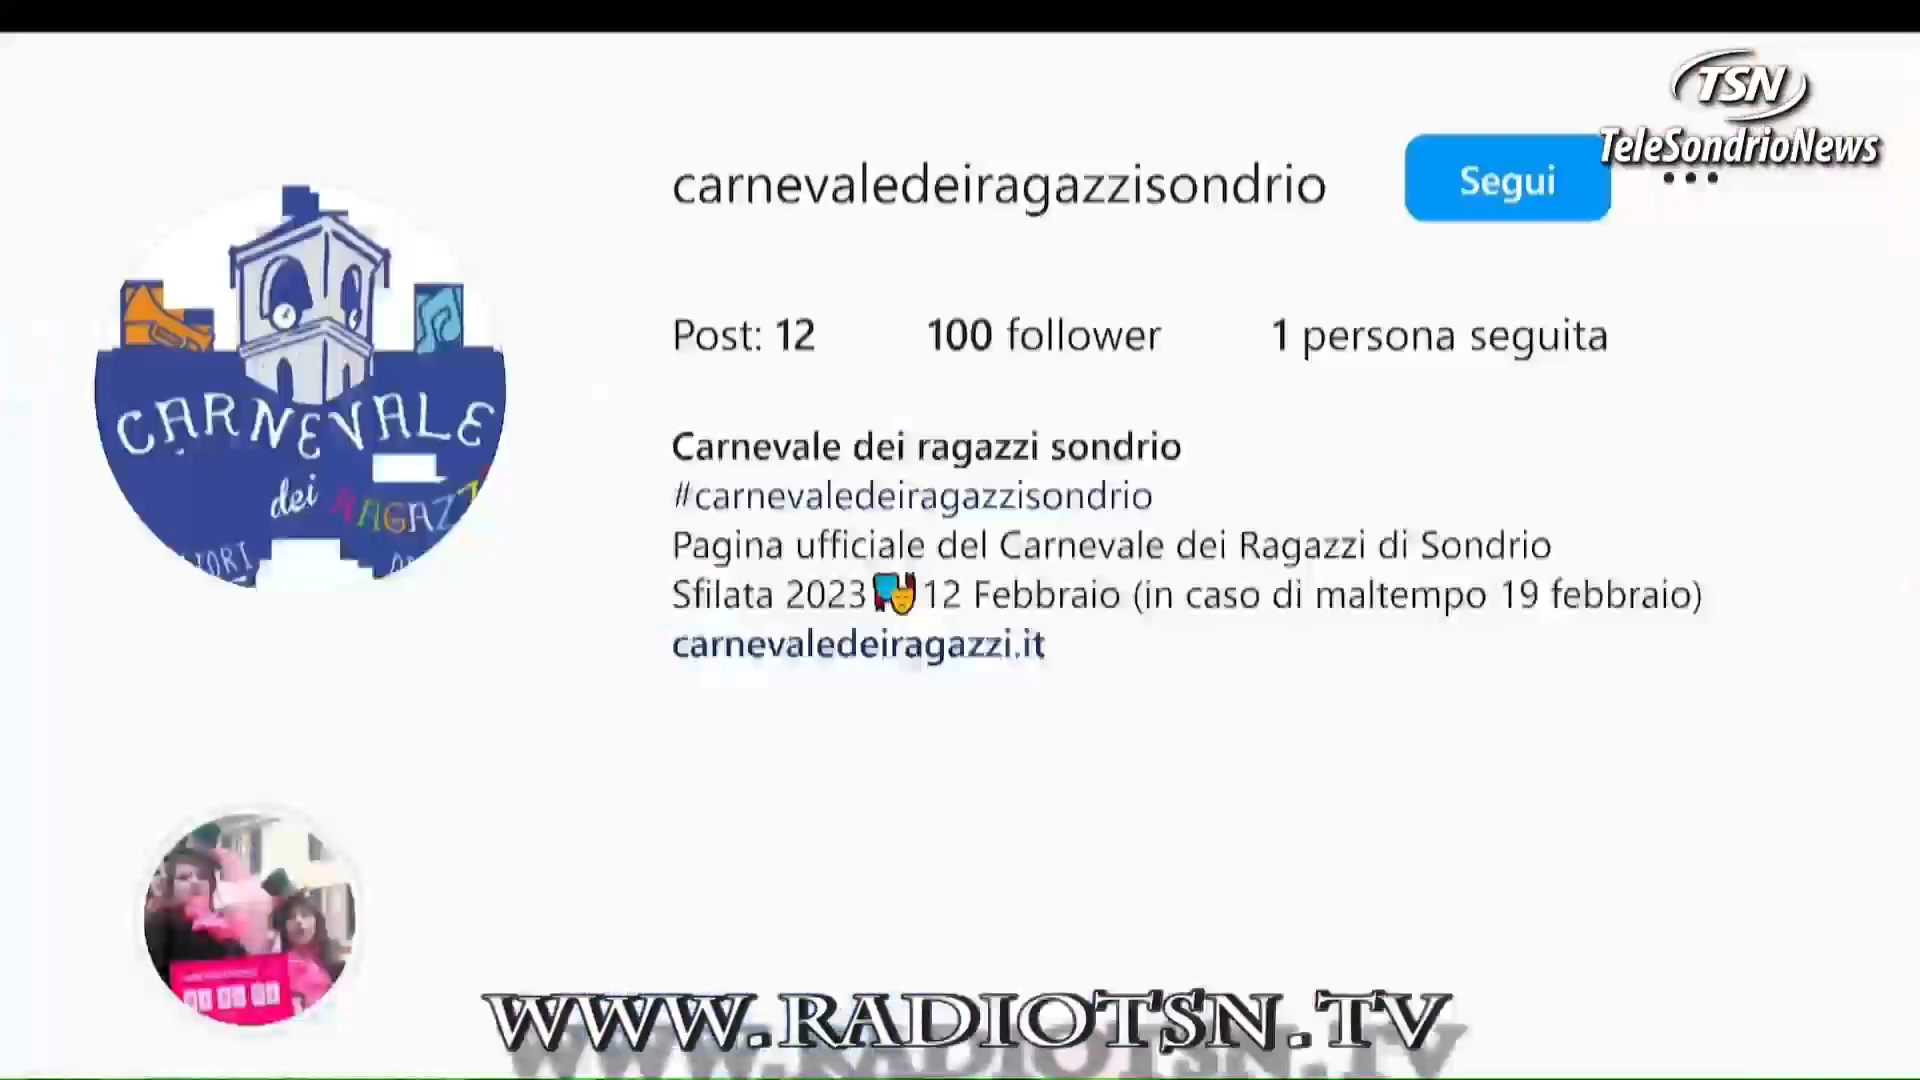 TSN
TeleSondrioNews
carnevaledeiragazzisondrio
Segui
Post: 12
100 follower
1 persona seguita
CARNEVALE
dei RAGAZZ
Carnevale dei ragazzi sondrio
#carnevaledeiragazzisondrio
Pagina ufficiale del Carnevale dei Ragazzi di Sondrio
Sfilata 2023🎭12 Febbraio (in caso di maltempo 19 febbraio)
carnevaledeiragazzi.it
WWW.RADIOTSN.TV